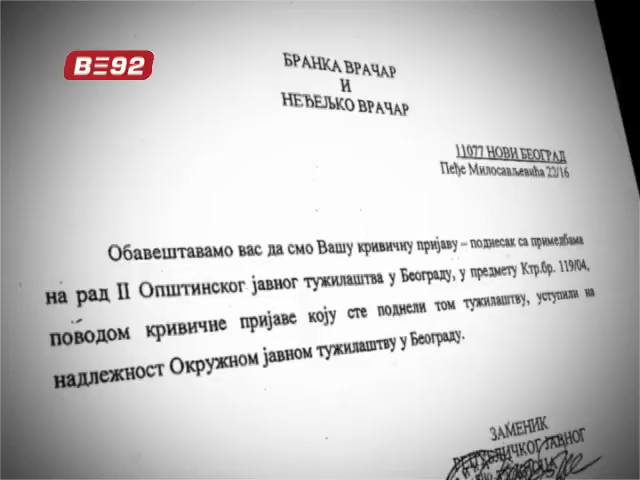 B92
БРАНКА ВРАЧАР
И
НЕЂЕЉКО ВРАЧАР
11077 НОВИ БЕОГРАД
Пеђе Милосављевића 22/16
Обавештавамо вас да смо Вашу кривичну пријаву – поднесак са примедбама
на рад II Општинског јавног тужилаштва у Београду, у предмету Ктр.бр. 119/04,
поводом кривичне пријаве коју сте поднели том тужилаштву, уступили на
надлежност Окружном јавном тужилаштву у Београду.
ЗАМЕНИК
РЕПУБЛИЧКОГ ЈАВНОГ